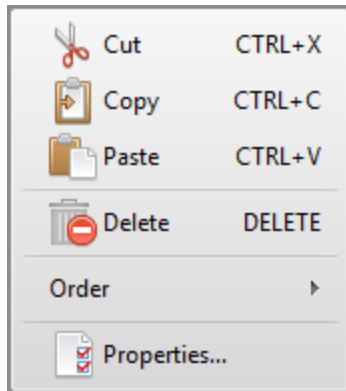 Cut CTRL+X
Copy CTRL+C
Paste CTRL+V
Delete DELETE
Order
Properties...